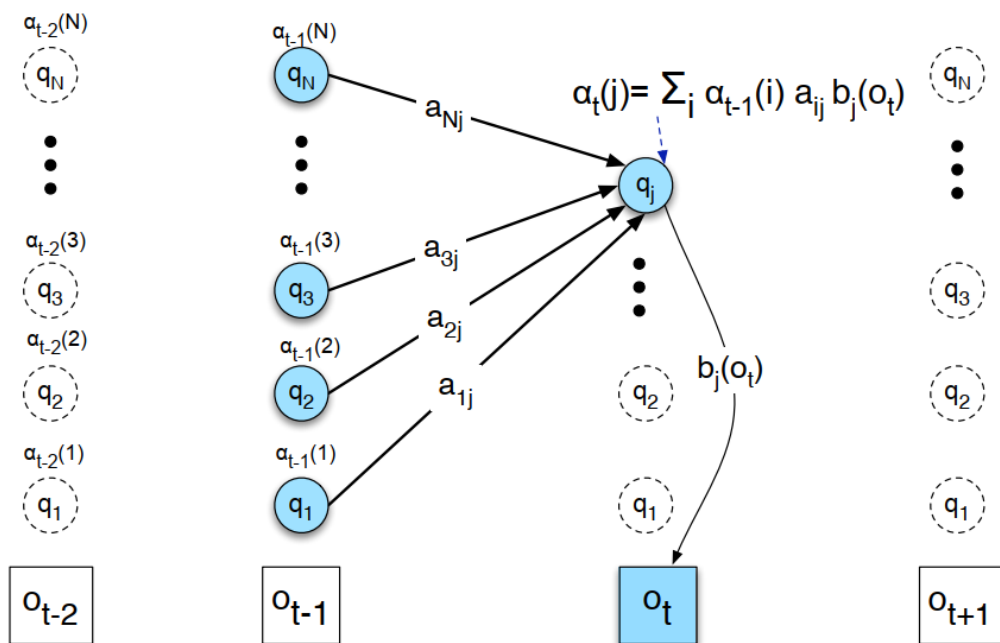 αt-2(N)
qN
αt-2(3)
q3
αt-2(2)
q2
αt-2(1)
q1
ot-2
αt-1(N)
qN
αt-1(3)
q3
αt-1(2)
q2
αt-1(1)
q1
ot-1
aNj
a3j
a2j
a1j
αt(j)= Σi αt-1(i) aij bj(ot)
qj
q2
q1
bj(ot)
ot
qN
q3
q2
q1
ot+1